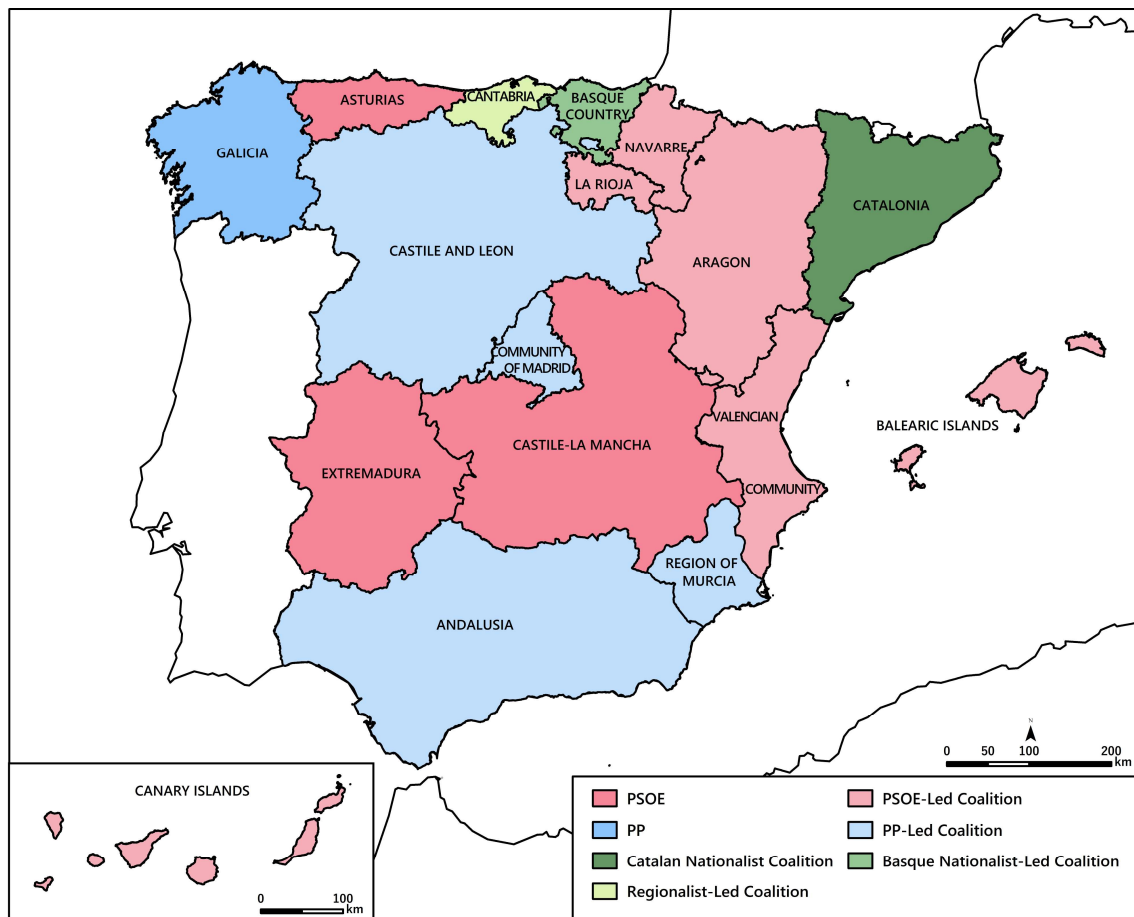 ASTURIAS
CANTABRIA
BASQUE
COUNTRY
GALICIA
NAVARRE
LA RIOJA
CATALONIA
CASTILE AND LEON
ARAGON
COMMUNITY
OF MADRID
VALENCIAN
BALEARIC ISLANDS
CASTILE-LA MANCHA
EXTREMADURA
COMMUNITY
REGION OF
MURCIA
ANDALUSIA
N
0 50 100 200
km
CANARY ISLANDS
0 100
km
PSOE
PSOE-Led Coalition
PP
PP-Led Coalition
Catalan Nationalist Coalition
Basque Nationalist-Led Coalition
Regionalist-Led Coalition